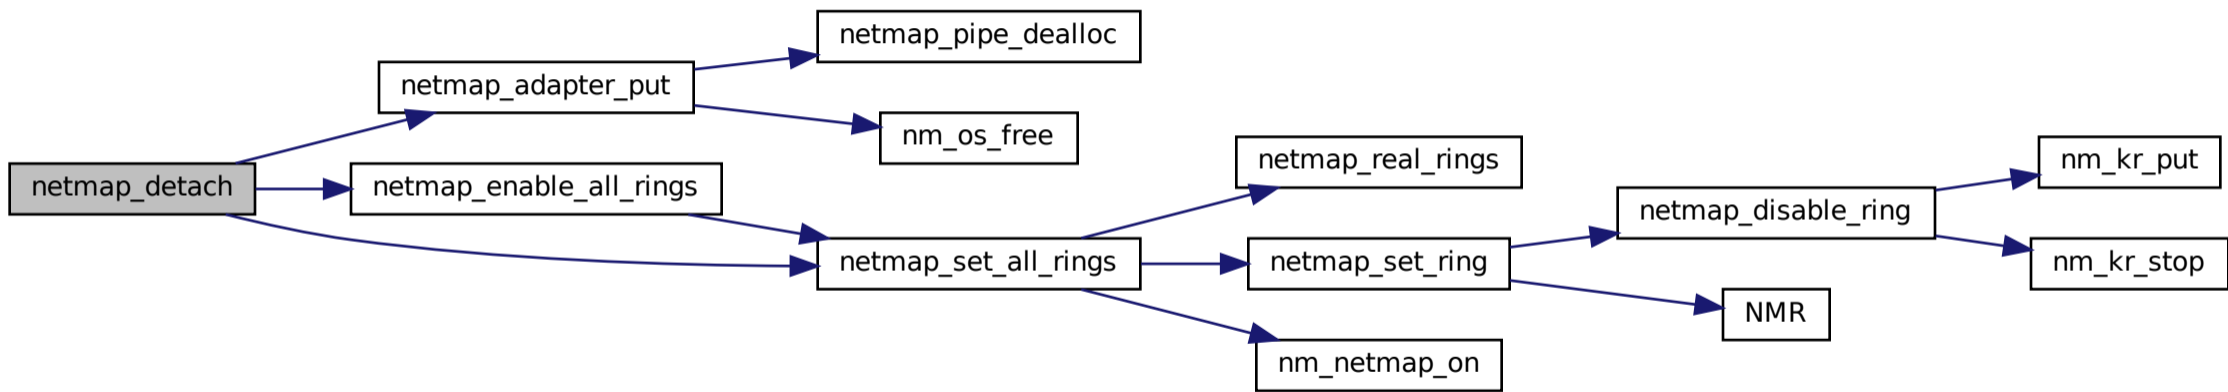 netmap_pipe_dealloc
netmap_adapter_put
nm_os_free
netmap_real_rings
nm_kr_put
netmap_detach
netmap_enable_all_rings
netmap_disable_ring
netmap_set_all_rings
netmap_set_ring
nm_kr_stop
NMR
nm_netmap_on